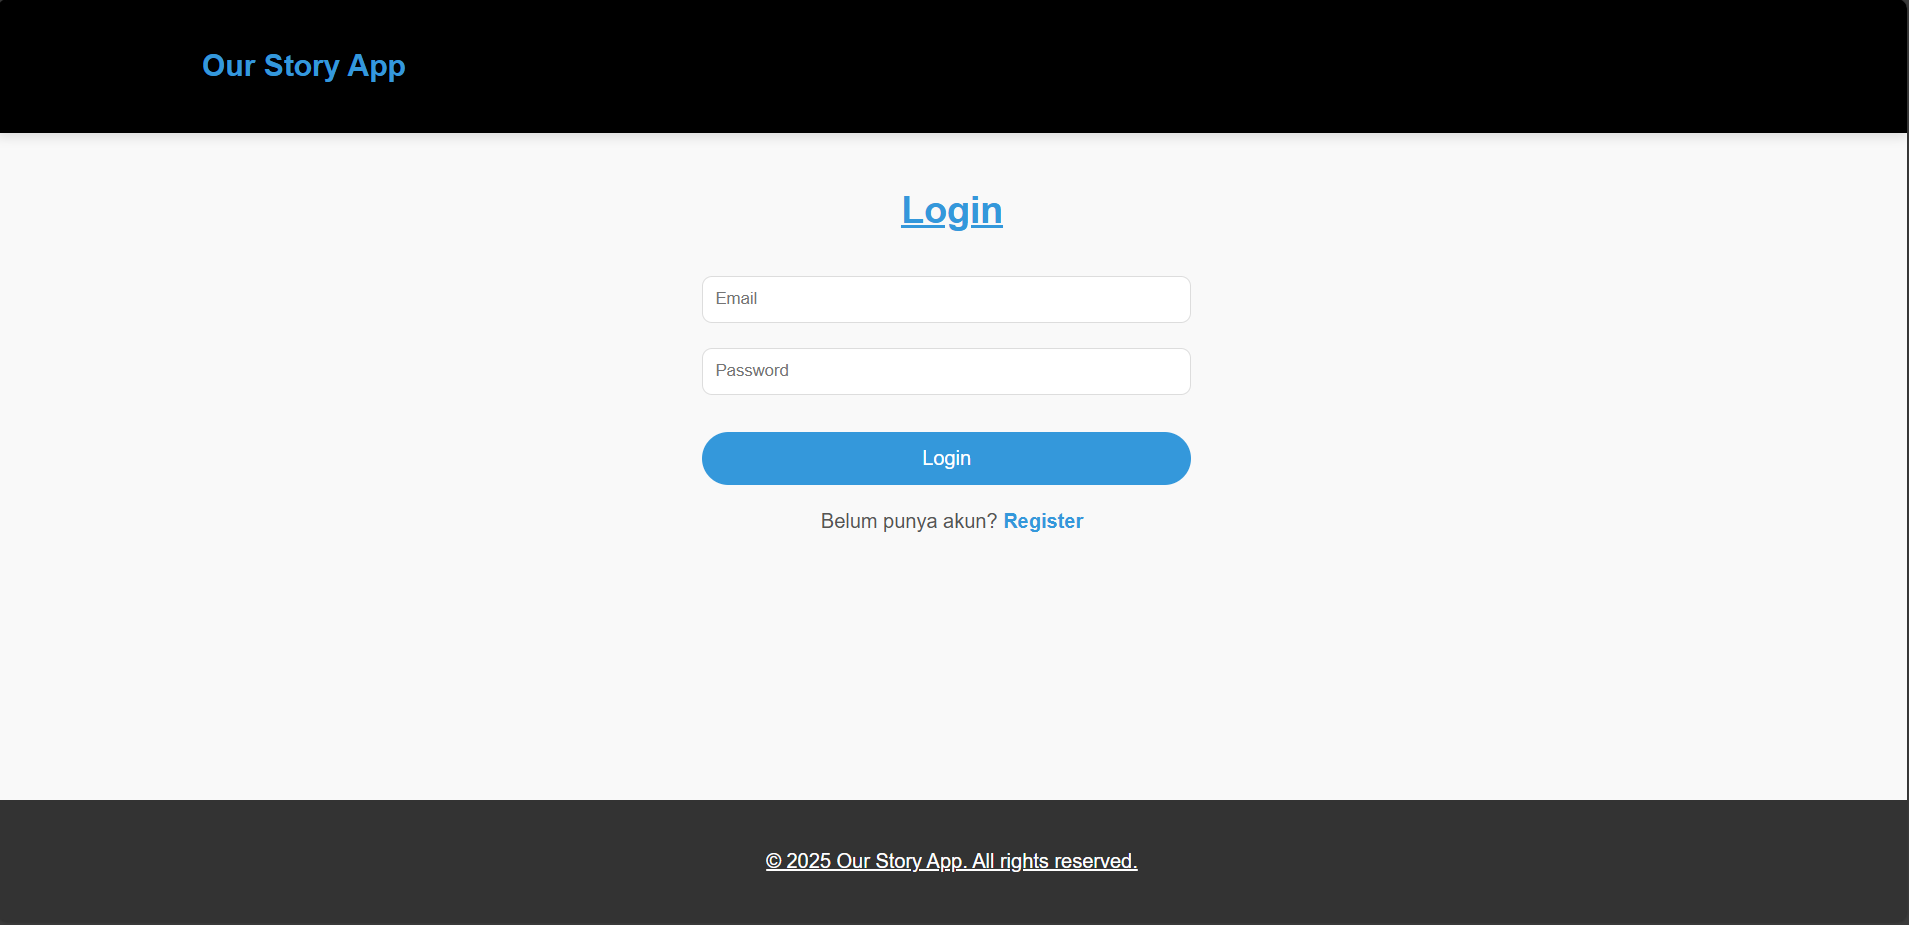 Our Story App
Login
Email
Password
Login
Belum punya akun? Register
© 2025 Our Story App. All rights reserved.